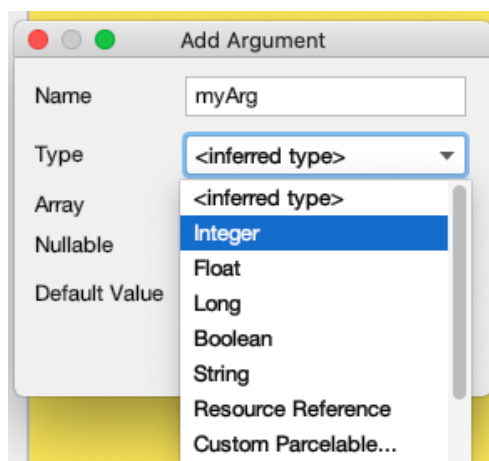 Add Argument
Name myArg
Type <inferred type>
Array <inferred type>
Nullable Integer
Float
Default Value Long
Boolean
String
Resource Reference
Custom Parcelable...